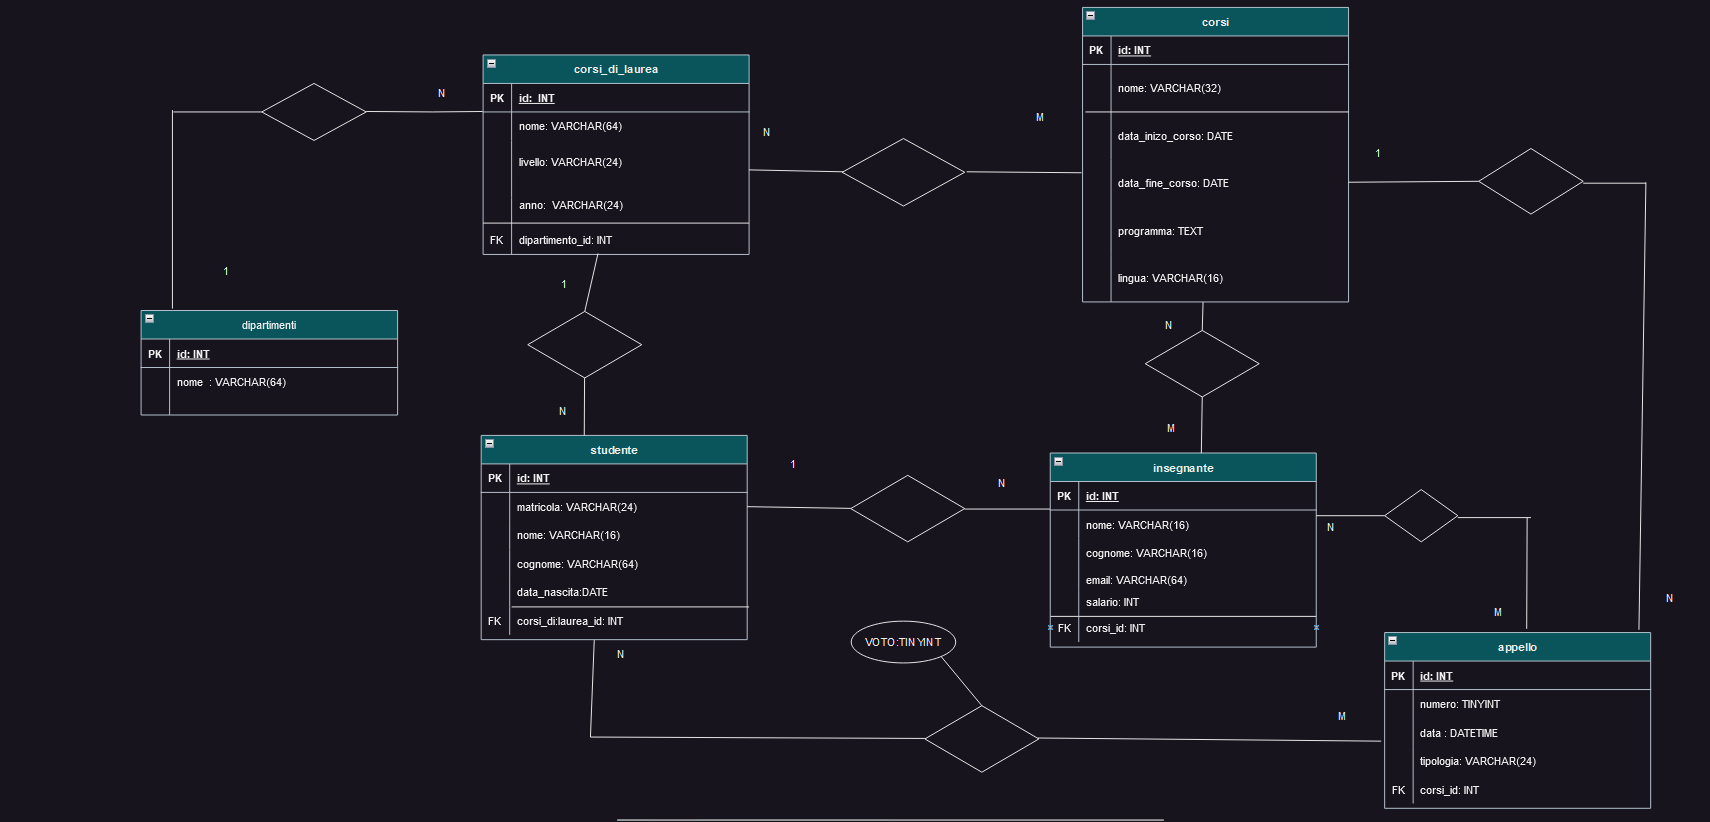 corsi_di_laurea
PK id: INT
nome: VARCHAR(64)
livello: VARCHAR(24)
anno: VARCHAR(24)
FK dipartimento_id: INT
corsi
PK id: INT
nome: VARCHAR(32)
data_inizo_corso: DATE
data_fine_corso: DATE
programma: TEXT
lingua: VARCHAR(16)
N
N
M
1
1
1
N
dipartimenti
PK id: INT
nome : VARCHAR(64)
N
M
studente
PK id: INT
matricola: VARCHAR(24)
nome: VARCHAR(16)
cognome: VARCHAR(64)
data_nascita:DATE
FK corsi_di:laurea_id: INT
1
N
insegnante
PK id: INT
nome: VARCHAR(16)
cognome: VARCHAR(16)
email: VARCHAR(64)
salario: INT
FK corsi_id: INT
N
M
N
N
VOTO:TINYINT
M
appello
PK id: INT
numero: TINYINT
data : DATETIME
tipologia: VARCHAR(24)
FK corsi_id: INT